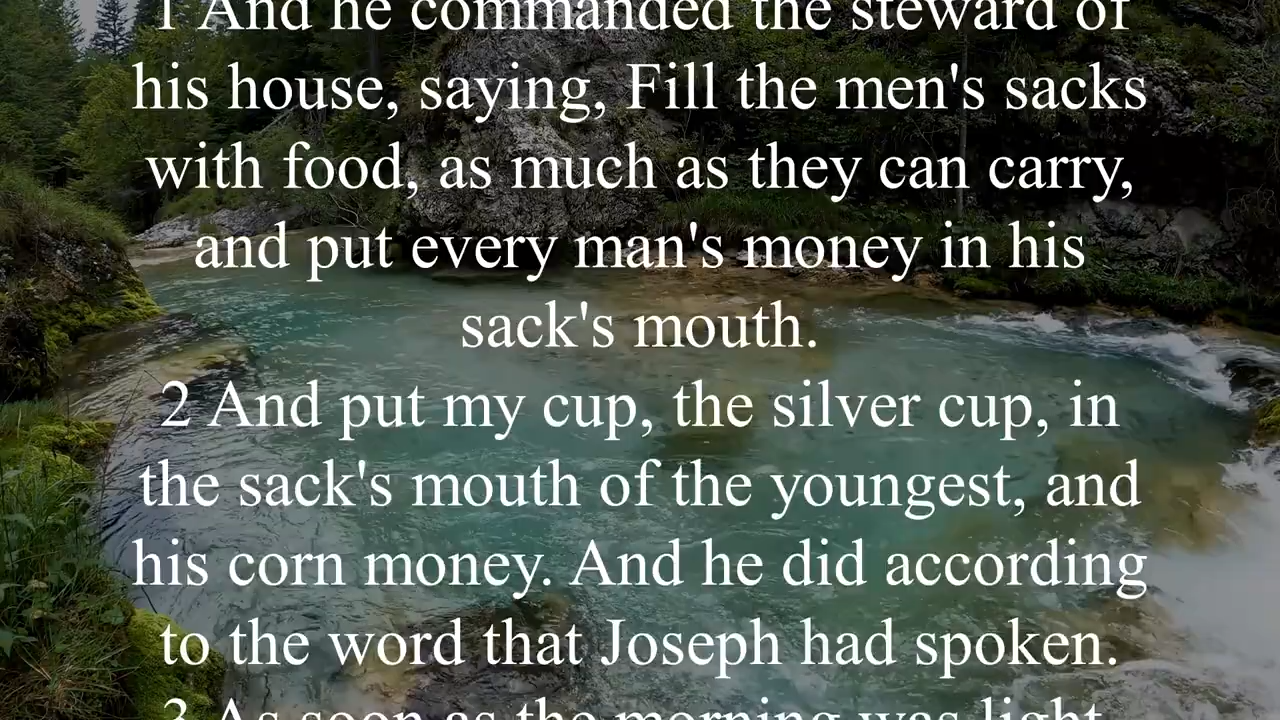 1 And he commanded the steward of
his house, saying, Fill the men's sacks
with food, as much as they can carry,
and put every man's money in his
sack's mouth.
2 And put my cup, the silver cup, in
the sack's mouth of the youngest, and
his corn money. And he did according
to the word that Joseph had spoken.
3 As soon as the morning was light,